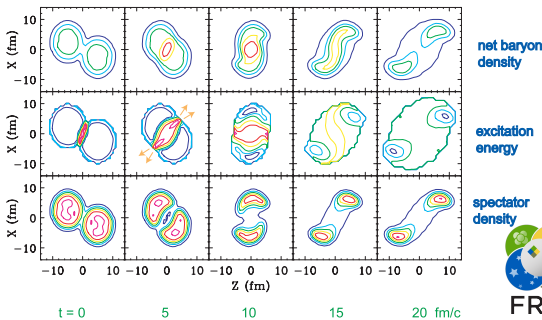 X (fm)
10
0
−10
net baryon
density
X (fm)
10
0
−10
excitation
energy
X (fm)
10
0
−10
spectator
density
−10 0 10 −10 0 10 −10 0 10 −10 0 10 −10 0 10
Z (fm)
FR
t = 0 5 10 15 20 fm/c